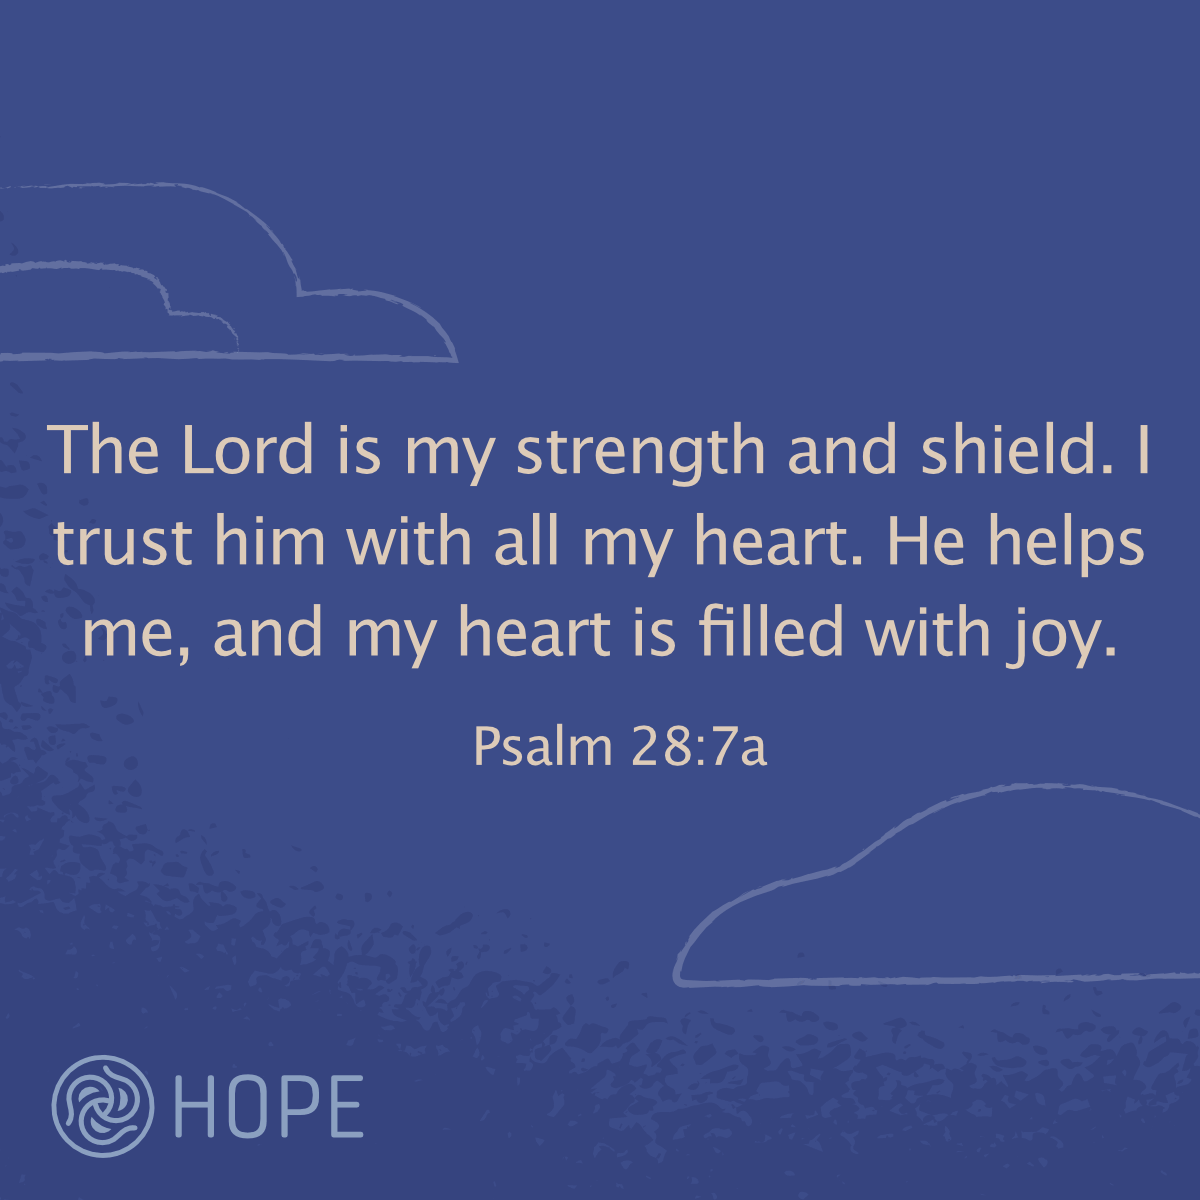 The Lord is my strength and shield. I
trust him with all my heart. He helps
me, and my heart is filled with joy.
Psalm 28:7a
HOPE